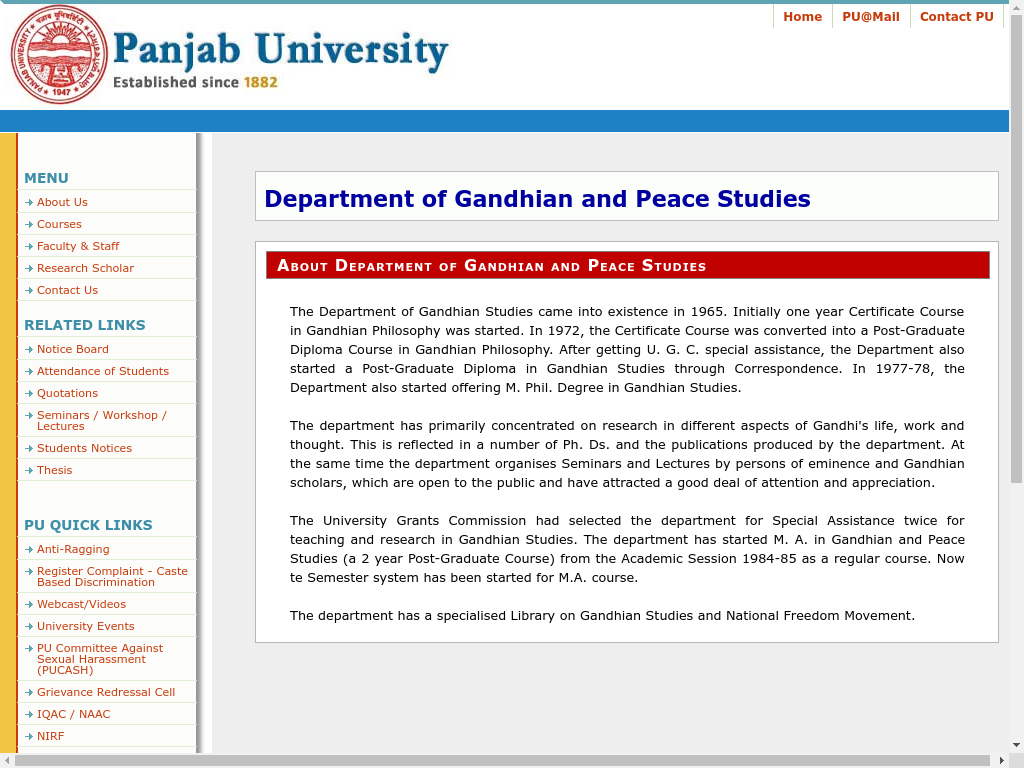 Home
PU@Mail
Contact PU
Panjab University
Established since 1882
PANJAB UNIVERSITY
1947
MENU
About Us
Courses
Faculty & Staff
Research Scholar
Contact Us
RELATED LINKS
Notice Board
Attendance of Students
Quotations
Seminars / Workshop /
Lectures
Students Notices
Thesis
PU QUICK LINKS
Anti-Ragging
Register Complaint - Caste
Based Discrimination
Webcast/Videos
University Events
PU Committee Against
Sexual Harassment
(PUCASH)
Grievance Redressal Cell
IQAC / NAAC
NIRF
Department of Gandhian and Peace Studies
About Department of Gandhian and Peace Studies
The Department of Gandhian Studies came into existence in 1965. Initially one year Certificate Course
in Gandhian Philosophy was started. In 1972, the Certificate Course was converted into a Post-Graduate
Diploma Course in Gandhian Philosophy. After getting U. G. C. special assistance, the Department also
started a Post-Graduate Diploma in Gandhian Studies through Correspondence. In 1977-78, the
Department also started offering M. Phil. Degree in Gandhian Studies.
The department has primarily concentrated on research in different aspects of Gandhi's life, work and
thought. This is reflected in a number of Ph. Ds. and the publications produced by the department. At
the same time the department organises Seminars and Lectures by persons of eminence and Gandhian
scholars, which are open to the public and have attracted a good deal of attention and appreciation.
The University Grants Commission had selected the department for Special Assistance twice for
teaching and research in Gandhian Studies. The department has started M. A. in Gandhian and Peace
Studies (a 2 year Post-Graduate Course) from the Academic Session 1984-85 as a regular course. Now
te Semester system has been started for M.A. course.
The department has a specialised Library on Gandhian Studies and National Freedom Movement.